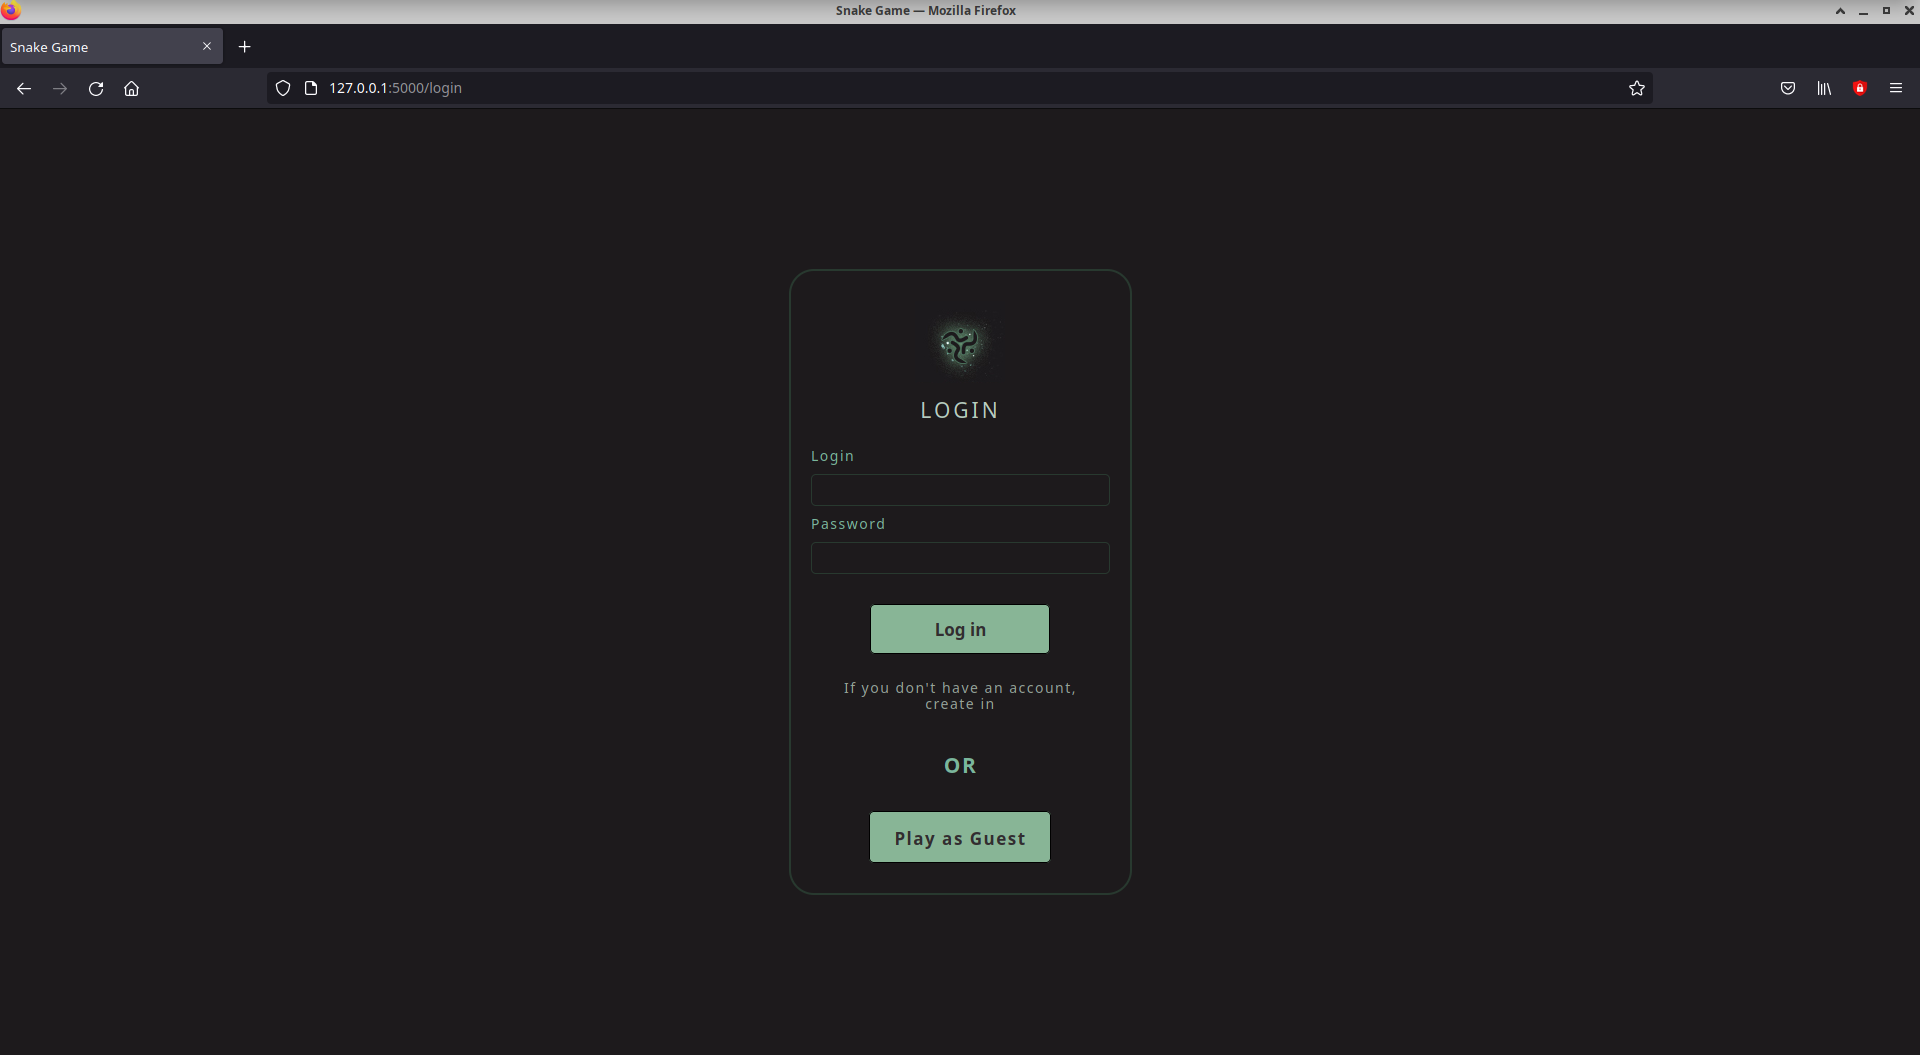 Snake Game — Mozilla Firefox
Snake Game
127.0.0.1:5000/login
LOGIN
Login
Password
Log in
If you don't have an account,
create in
OR
Play as Guest